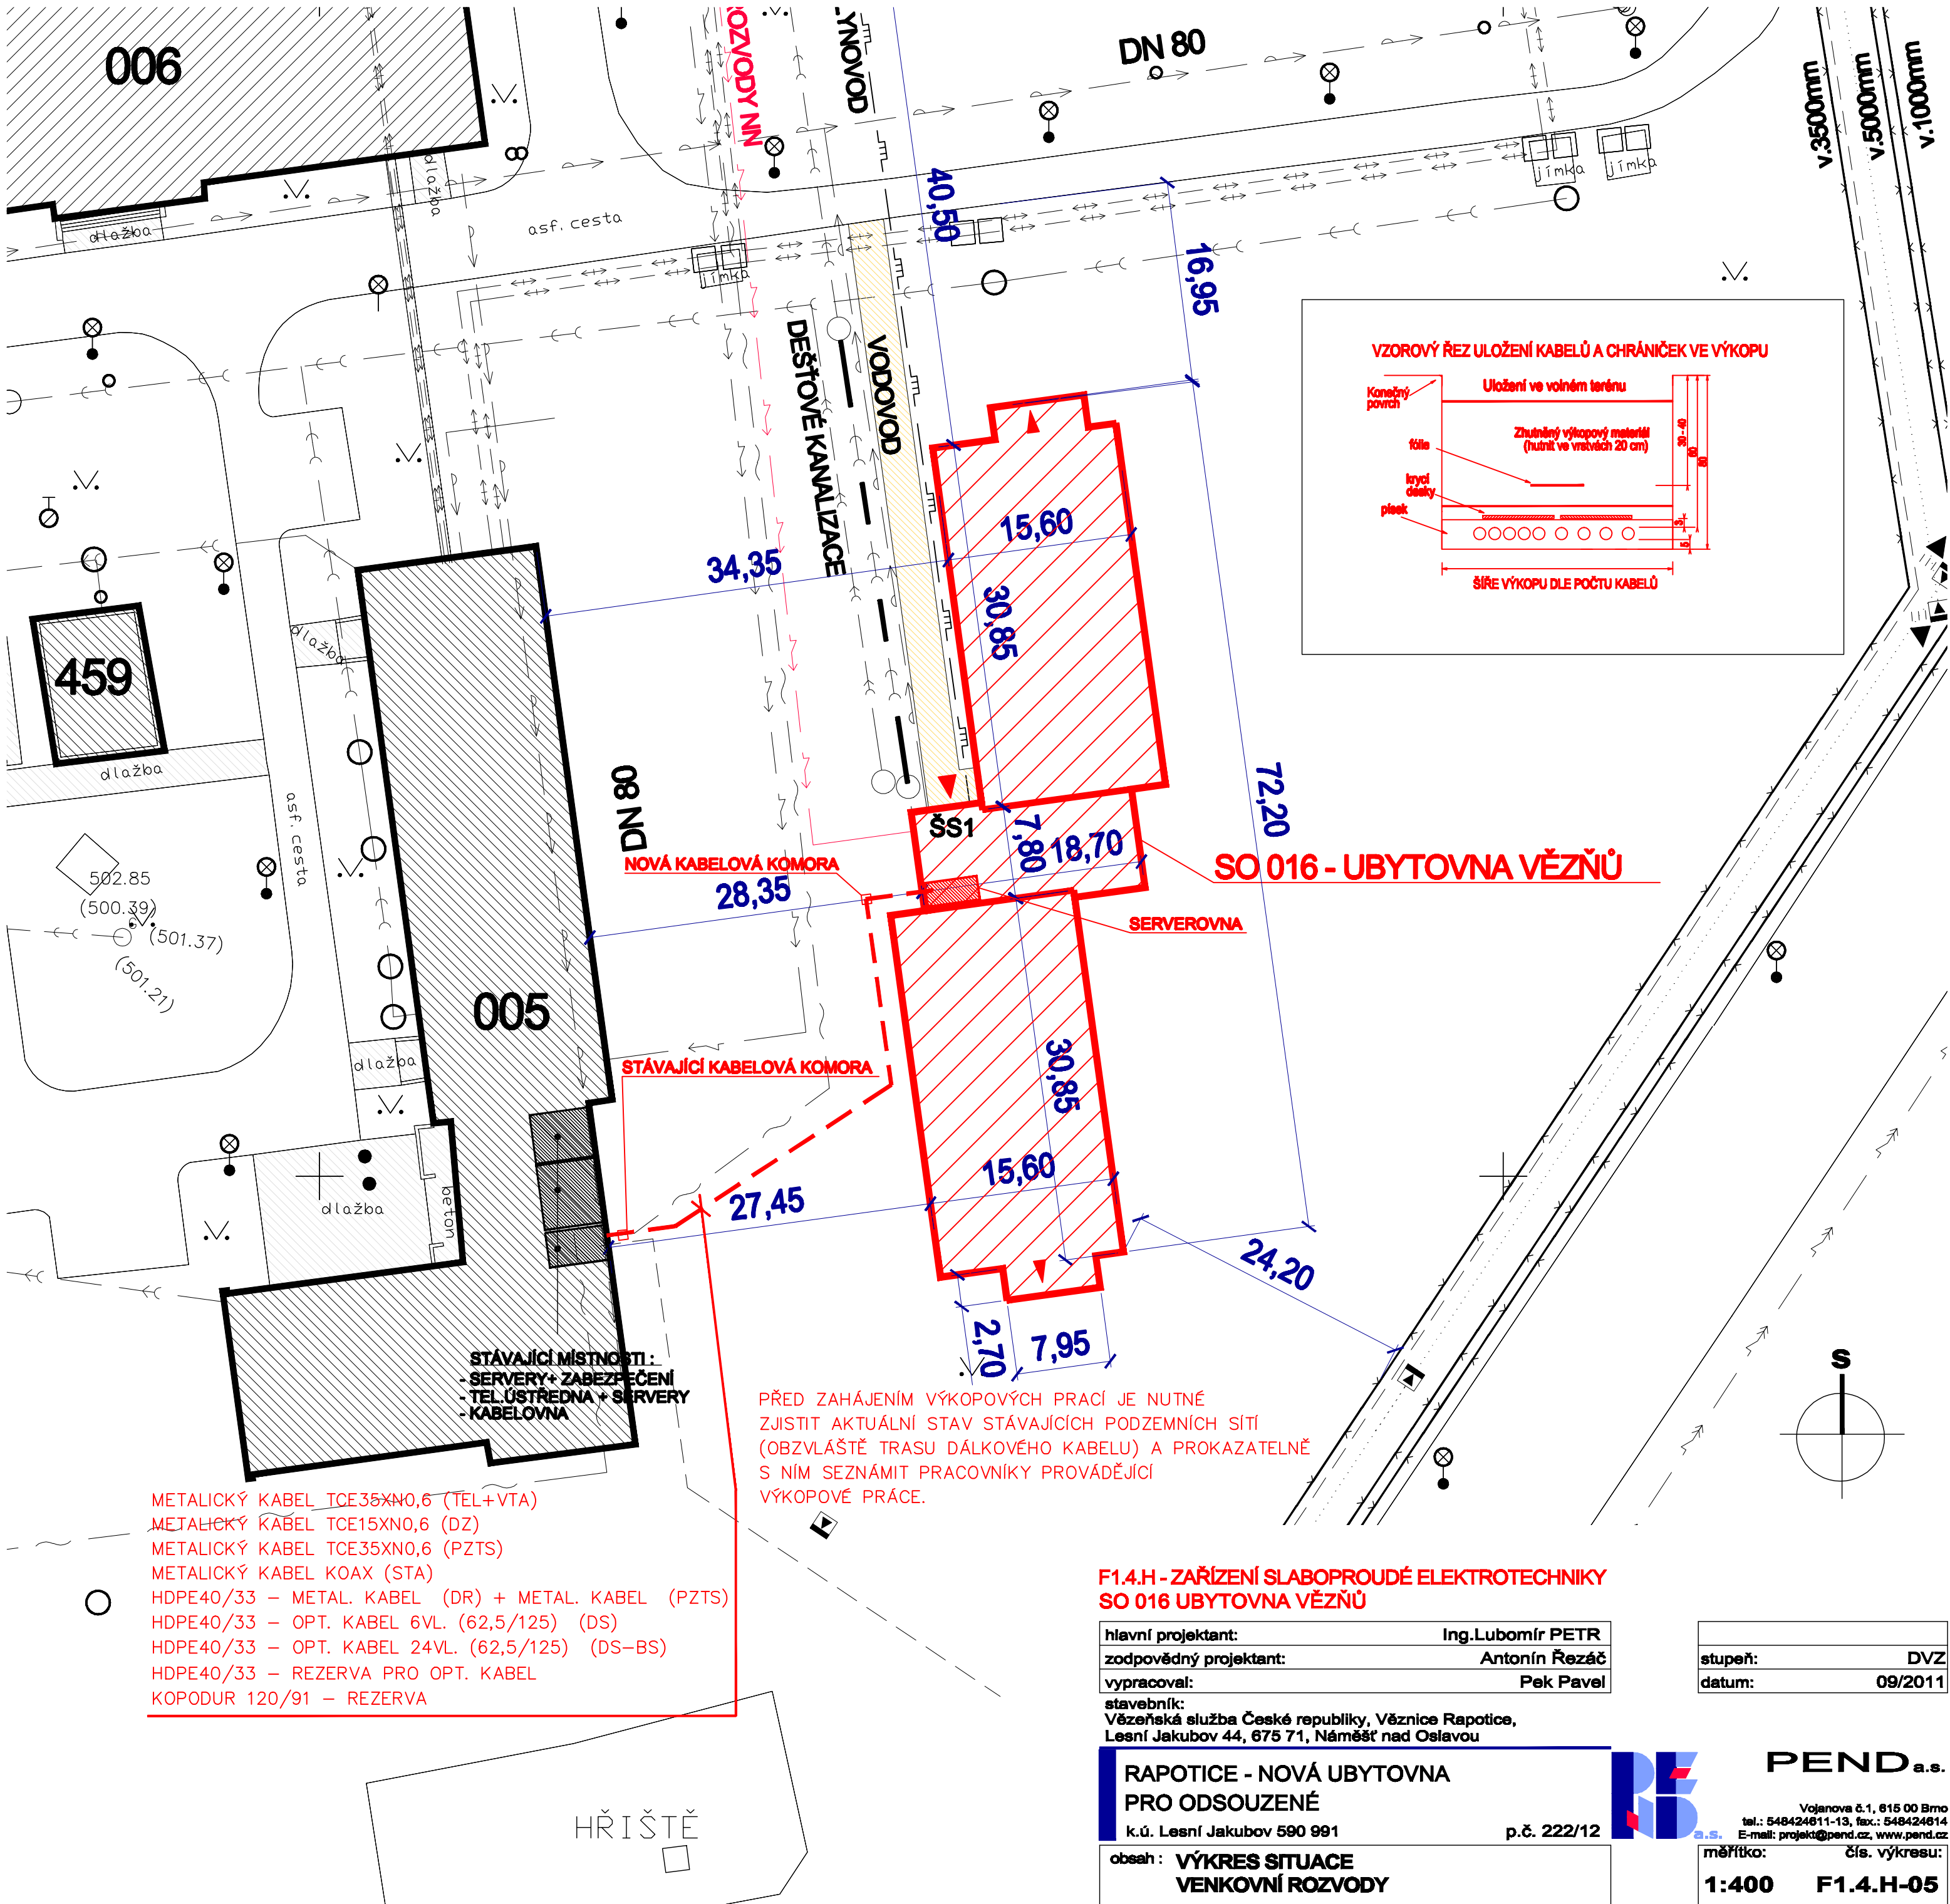 006
dlažba
dlažba
asf. cesta
ROZVODY NN
YNOVOD
DN 80
v.3500mm
v.5000mm
v.1000mm
jímka
jímka
jímka
40,50
16,95
DEŠŤOVÉ KANALIZACE
VODOVOD
VZOROVÝ ŘEZ ULOŽENÍ KABELŮ A CHRÁNIČEK VE VÝKOPU
Uložení ve volném terénu
Konečný
povrch
Zhutněný výkopový materiál
(hutnit ve vrstvách 20 cm)
fólie
krycí
desky
písek
30 - 40
60
80
5
ŠÍŘE VÝKOPU DLE POČTU KABELŮ
15,60
34,35
30,85
459
dlažba
dlažba
asf. cesta
DN 80
72,20
ŠS1
7,80
18,70
NOVÁ KABELOVÁ KOMORA
28,35
SO 016 - UBYTOVNA VĚZŇŮ
SERVEROVNA
502.85
(500.39)
(501.37)
(501.21)
005
dlažba
STÁVAJÍCÍ KABELOVÁ KOMORA
30,85
15,60
27,45
dlažba
beton
24,20
2,70
7,95
S
STÁVAJÍCÍ MÍSTNOSTI :
- SERVERY+ ZABEZPEČENÍ
- TEL.ÚSTŘEDNA + SERVERY
- KABELOVNA
PŘED ZAHÁJENÍM VÝKOPOVÝCH PRACÍ JE NUTNÉ
ZJISTIT AKTUÁLNÍ STAV STÁVAJÍCÍCH PODZEMNÍCH SÍTÍ
(OBZVLÁŠTĚ TRASU DÁLKOVÉHO KABELU) A PROKAZATELNĚ
S NÍM SEZNÁMIT PRACOVNÍKY PROVÁDĚJÍCÍ
VÝKOPOVÉ PRÁCE.
METALICKÝ KABEL TCE35XN0,6 (TEL+VTA)
METALICKÝ KABEL TCE15XN0,6 (DZ)
METALICKÝ KABEL TCE35XN0,6 (PZTS)
METALICKÝ KABEL KOAX (STA)
HDPE40/33 – METAL. KABEL (DR) + METAL. KABEL (PZTS)
HDPE40/33 – OPT. KABEL 6VL. (62,5/125) (DS)
HDPE40/33 – OPT. KABEL 24VL. (62,5/125) (DS–BS)
HDPE40/33 – REZERVA PRO OPT. KABEL
KOPODUR 120/91 – REZERVA
HŘIŠTĚ
F1.4.H - ZAŘÍZENÍ SLABOPROUDÉ ELEKTROTECHNIKY
SO 016 UBYTOVNA VĚZŇŮ
hlavní projektant: Ing.Lubomír PETR
zodpovědný projektant: Antonín Řezáč
vypracoval: Pek Pavel
stupeň: DVZ
datum: 09/2011
stavebník:
Vězeňská služba České republiky, Věznice Rapotice,
Lesní Jakubov 44, 675 71, Náměšť nad Oslavou
RAPOTICE - NOVÁ UBYTOVNA
PRO ODSOUZENÉ
k.ú. Lesní Jakubov 590 991 p.č. 222/12
PEND a.s.
PEND a.s.
Vojanova č.1, 615 00 Brno
tel.: 548424611-13, fax.: 548424614
E-mail: projekt@pend.cz, www.pend.cz
obsah : VÝKRES SITUACE
VENKOVNÍ ROZVODY
měřítko: čís. výkresu:
1:400 F1.4.H-05